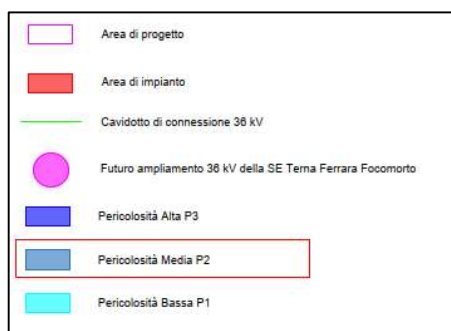 Area di progetto
Area di impianto
Cavidotto di connessione 36 kV
Futuro ampliamento 36 kV della SE Terna Ferrara Focomorto
Pericolosità Alta P3
Pericolosità Media P2
Pericolosità Bassa P1